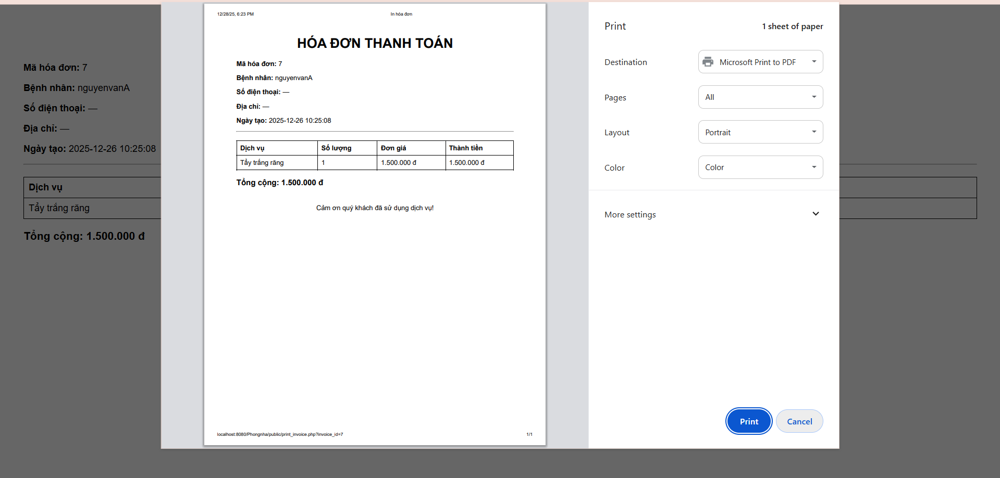 Mã hóa đơn: 7
Bệnh nhân: nguyenvanA
Số điện thoại: —
Địa chỉ: —
Ngày tạo: 2025-12-26 10:25:08
Dịch vụ
Tẩy trắng răng
Tổng cộng: 1.500.000 đ
12/28/25, 6:23 PM In hóa đơn
HÓA ĐƠN THANH TOÁN
Mã hóa đơn: 7
Bệnh nhân: nguyenvanA
Số điện thoại: —
Địa chỉ: —
Ngày tạo: 2025-12-26 10:25:08
Dịch vụ Số lượng Đơn giá Thành tiền
Tẩy trắng răng 1 1.500.000 đ 1.500.000 đ
Tổng cộng: 1.500.000 đ
Cảm ơn quý khách đã sử dụng dịch vụ!
localhost:8080/Phongnha/public/print_invoice.php?invoice_id=7 1/1
Print 1 sheet of paper
Destination Microsoft Print to PDF
Pages All
Layout Portrait
Color Color
More settings
Print Cancel